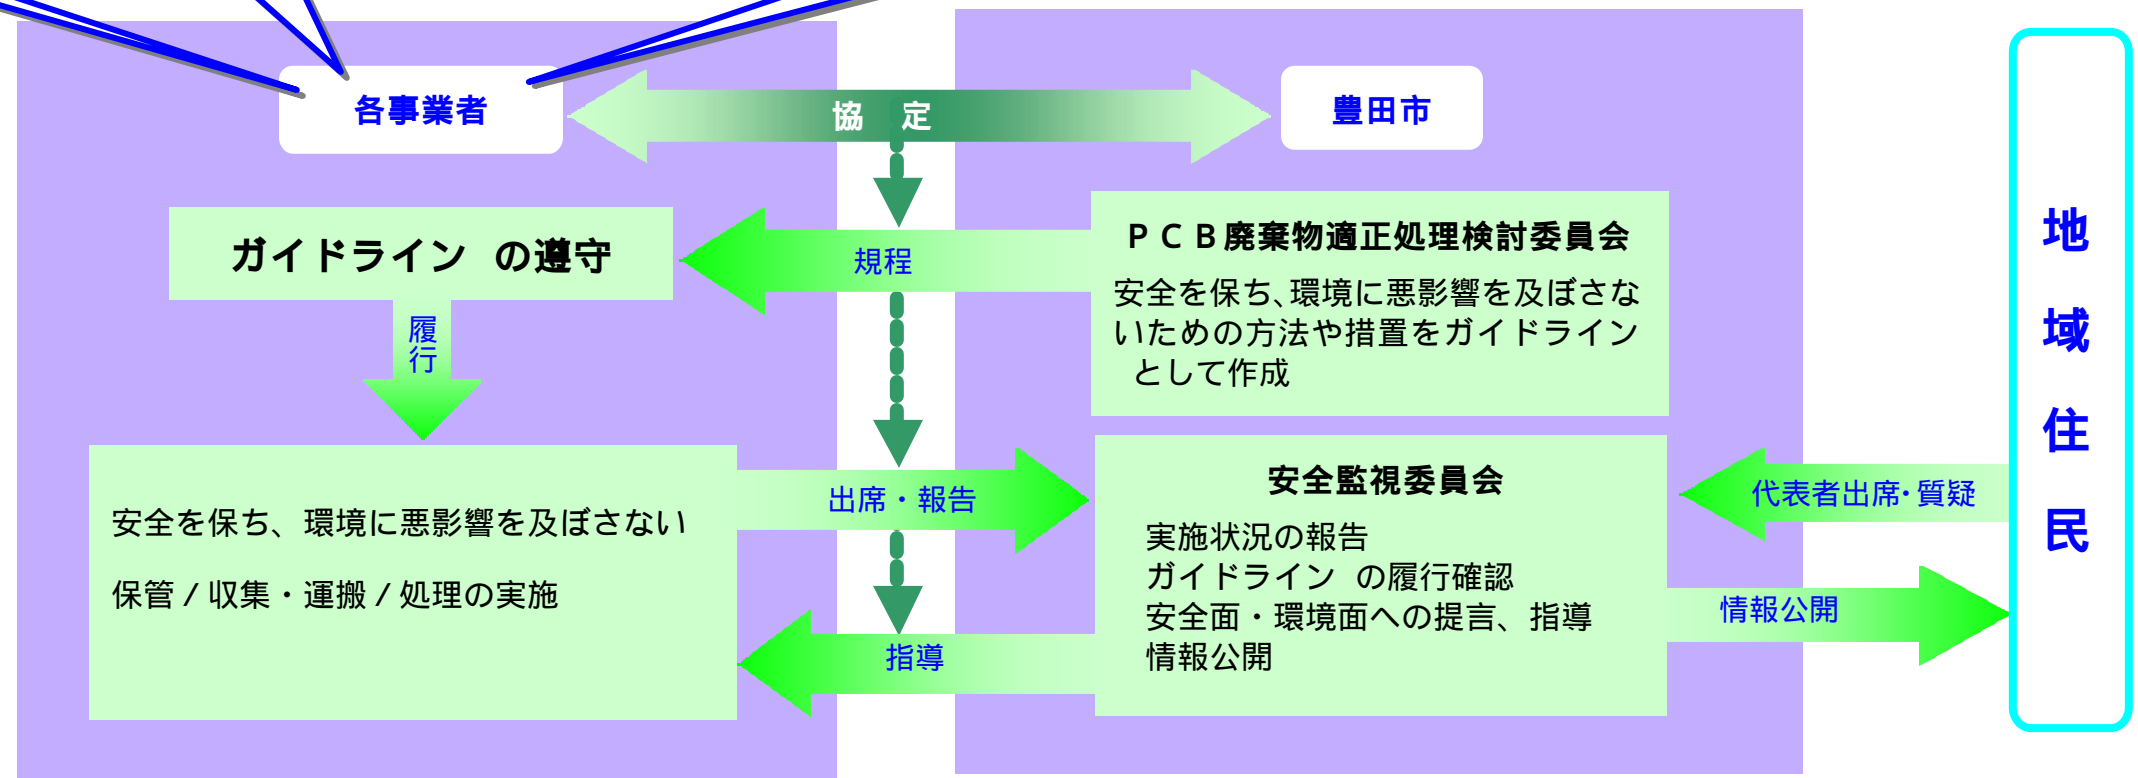 各事業者
協 定
豊田市
ガイドライン の遵守
規程
ＰＣＢ廃棄物適正処理検討委員会
安全を保ち、環境に悪影響を及ぼさな
いための方法や措置をガイドライン
として作成
履行
安全を保ち、環境に悪影響を及ぼさない
保管／収集・運搬／処理の実施
出席・報告
指導
安全監視委員会
実施状況の報告
ガイドライン の履行確認
安全面・環境面への提言、指導
情報公開
代表者出席・質疑
情報公開
地域住民